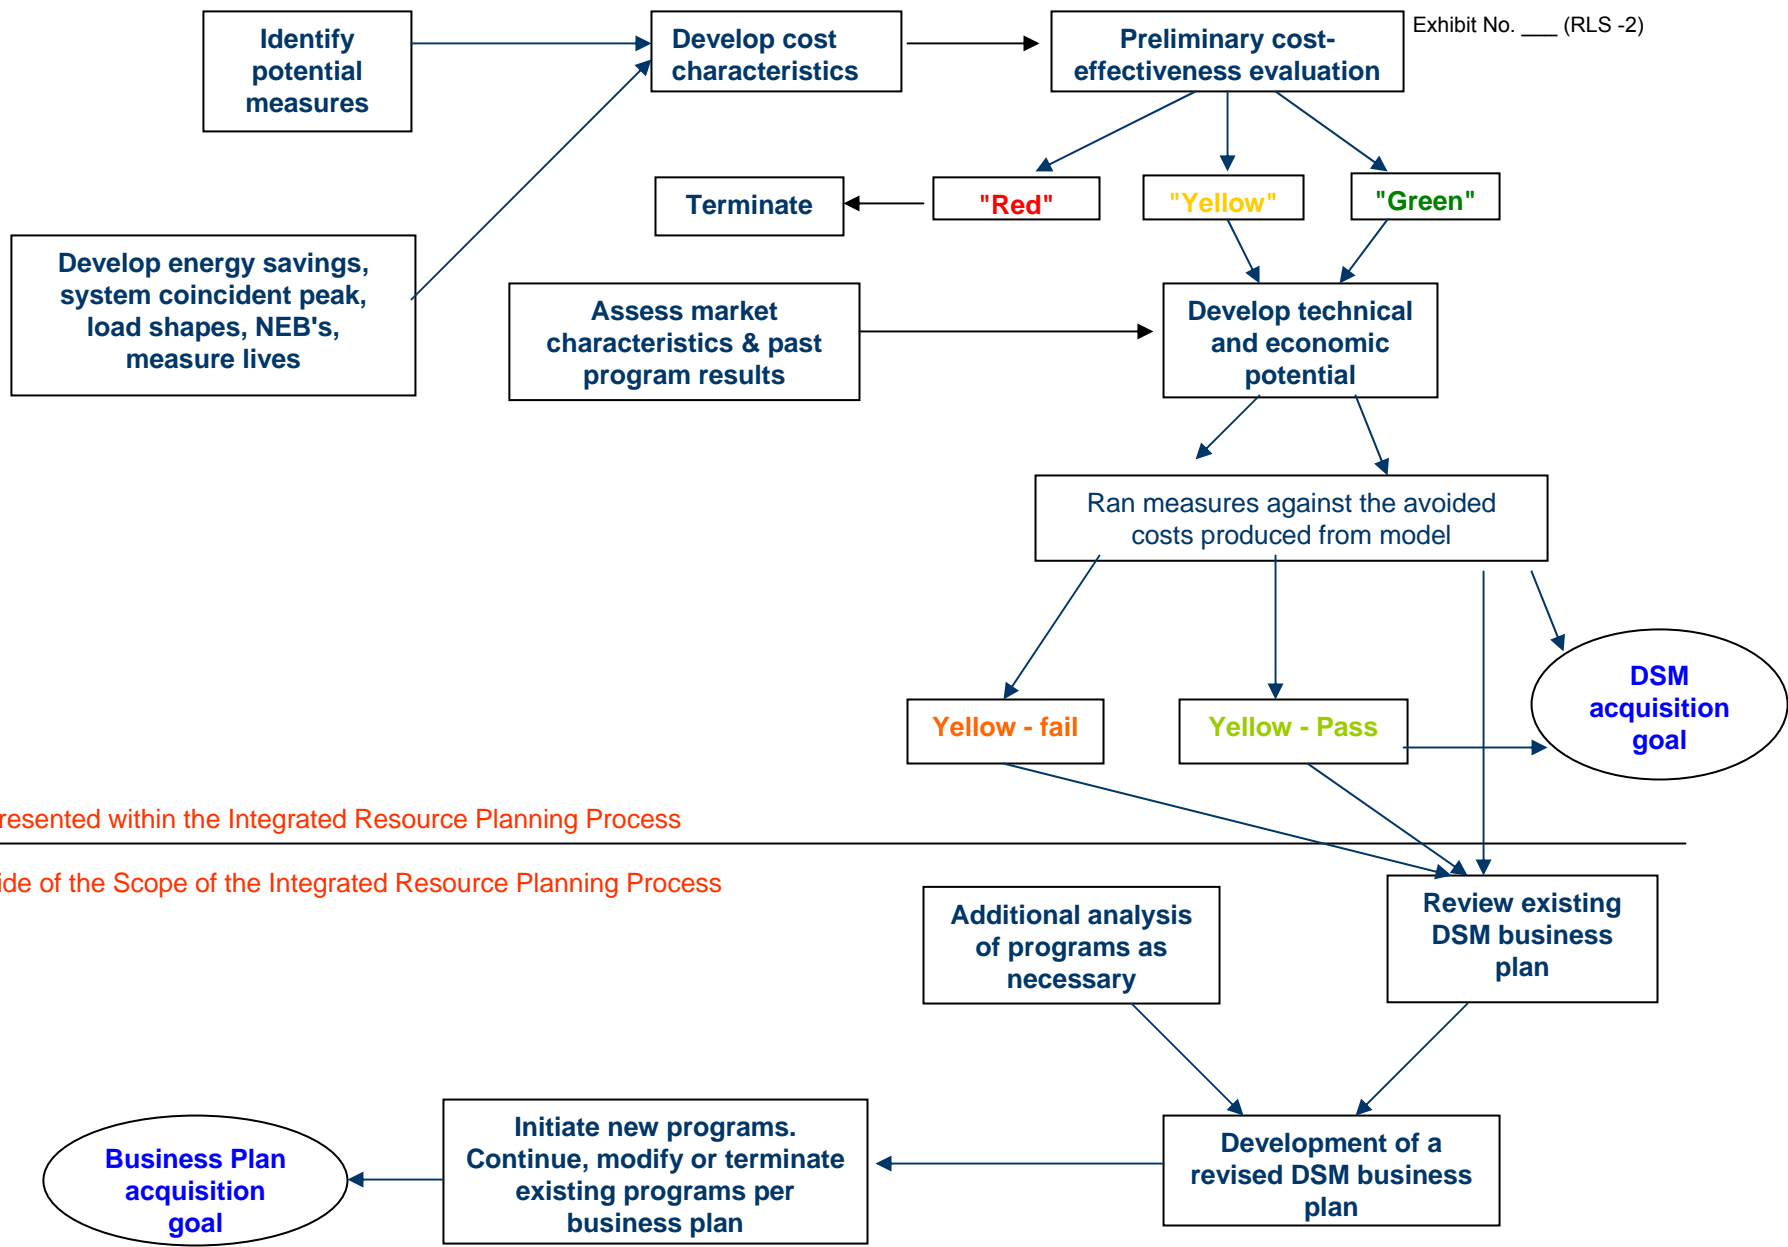 Exhibit No. ___ (RLS -2)
Identify
potential
measures
Develop cost
characteristics
Preliminary cost-
effectiveness evaluation
Terminate
"Red"
"Yellow"
"Green"
Develop energy savings,
system coincident peak,
load shapes, NEB's,
measure lives
Assess market
characteristics & past
program results
Develop technical
and economic
potential
Ran measures against the avoided
costs produced from model
Yellow - fail
Yellow - Pass
DSM
acquisition
goal
resented within the Integrated Resource Planning Process
ide of the Scope of the Integrated Resource Planning Process
Additional analysis
of programs as
necessary
Review existing
DSM business
plan
Business Plan
acquisition
goal
Initiate new programs.
Continue, modify or terminate
existing programs per
business plan
Development of a
revised DSM business
plan